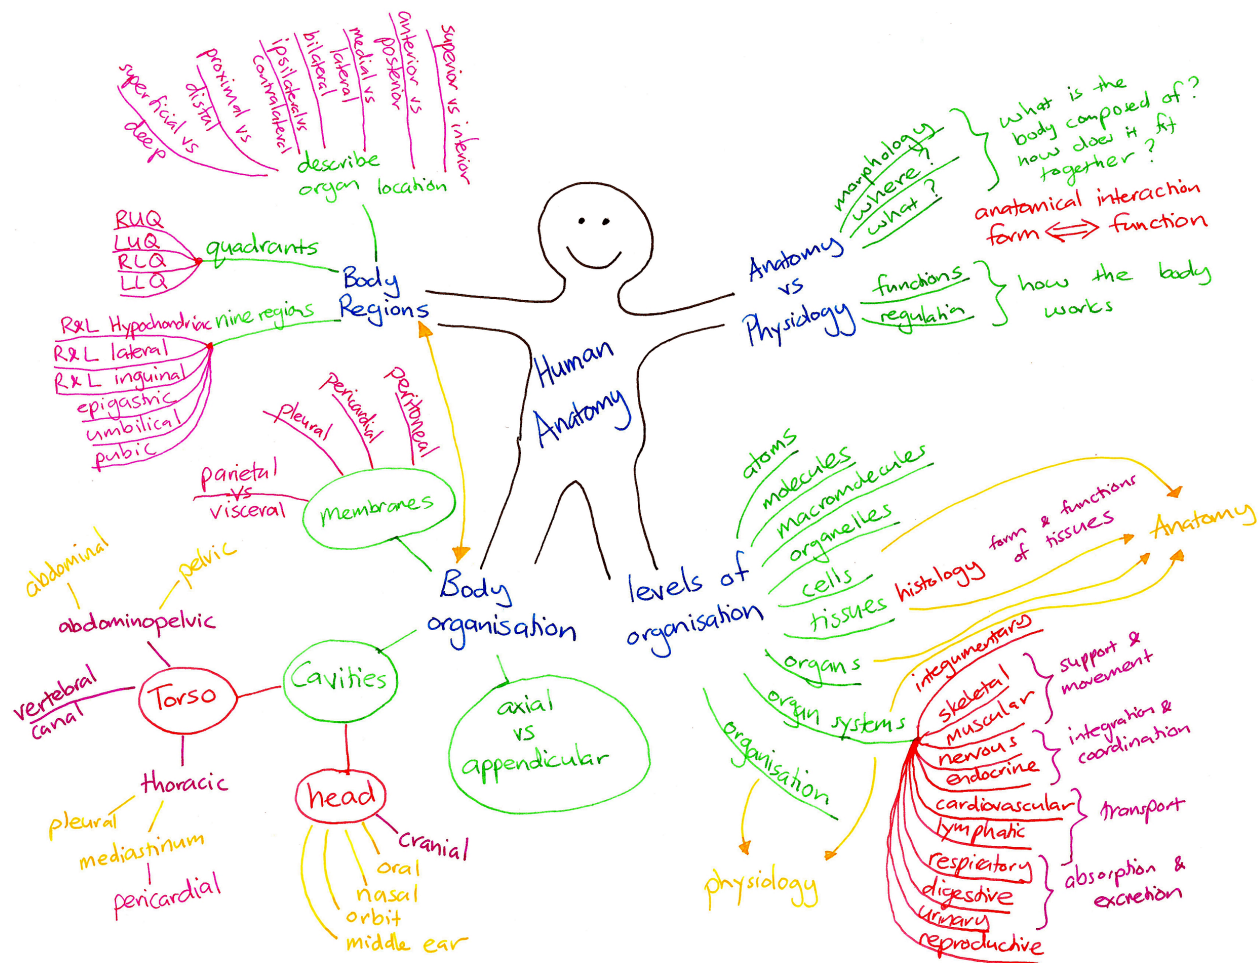 superficial vs
deep
proximal vs
distal
ipsilateral vs
contralateral
bilateral
medial vs
lateral
anterior vs
posterior
superior vs inferior
describe
organ location
RUQ
LUQ
RLQ
LLQ
quadrants
Body
Regions
R&L Hypochondriac
nine regions
R&L lateral
R&L inguinal
epigastric
umbilical
pubic
Human
Anatomy
Anatomy
vs
Physiology
morphology
where?
what?
what is the
body composed of?
how does it fit
together?
anatomical interaction
form ⟺ function
functions
regulation
how the body
works
pleural
pericardial
peritoneal
parietal
vs
visceral
membranes
Body
organisation
abdominal
pelvic
abdominopelvic
vertebral
canal
Torso
Cavities
thoracic
pleural
mediastinum
pericardial
head
cranial
oral
nasal
orbit
middle ear
axial
vs
appendicular
levels of
organisation
atoms
molecules
macromolecules
organelles
cells
tissues
histology
form & functions
of tissues
Anatomy
organs
organ systems
organisation
physiology
integumentary
skeletal
muscular
nervous
endocrine
cardiovascular
lymphatic
respiratory
digestive
urinary
reproductive
support &
movement
integration &
coordination
transport
absorption &
excretion